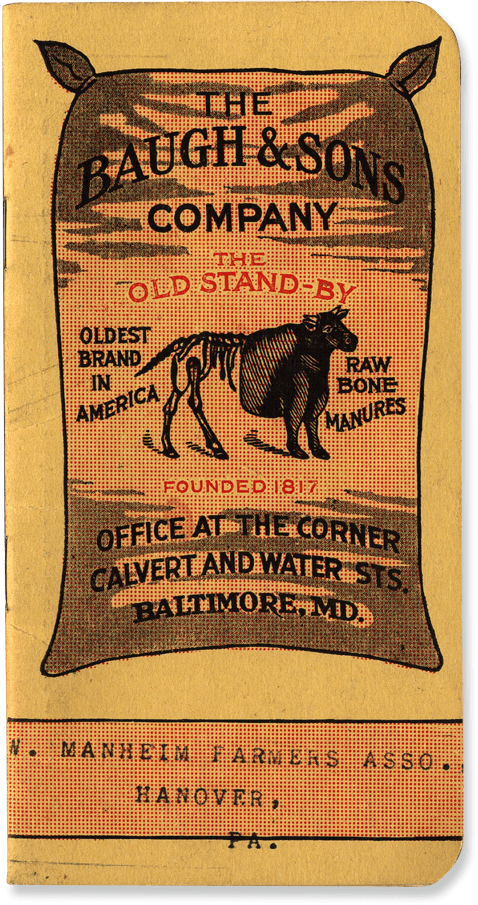 THE
BAUGH & SONS
COMPANY
THE
OLD STAND-BY
OLDEST
BRAND
IN
AMERICA
RAW
BONE
MANURES
FOUNDED 1817
OFFICE AT THE CORNER
CALVERT AND WATER STS.
BALTIMORE, MD.
W. MANHEIM FARMERS ASSO.,
HANOVER,
PA.